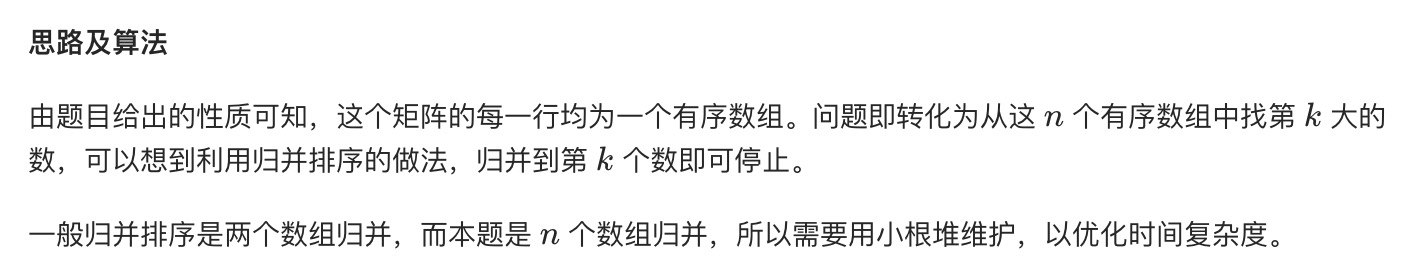 思路及算法
由题目给出的性质可知，这个矩阵的每一行均为一个有序数组。问题即转化为从这 n 个有序数组中找第 k 大的
数，可以想到利用归并排序的做法，归并到第 k 个数即可停止。
一般归并排序是两个数组归并，而本题是 n 个数组归并，所以需要用小根堆维护，以优化时间复杂度。